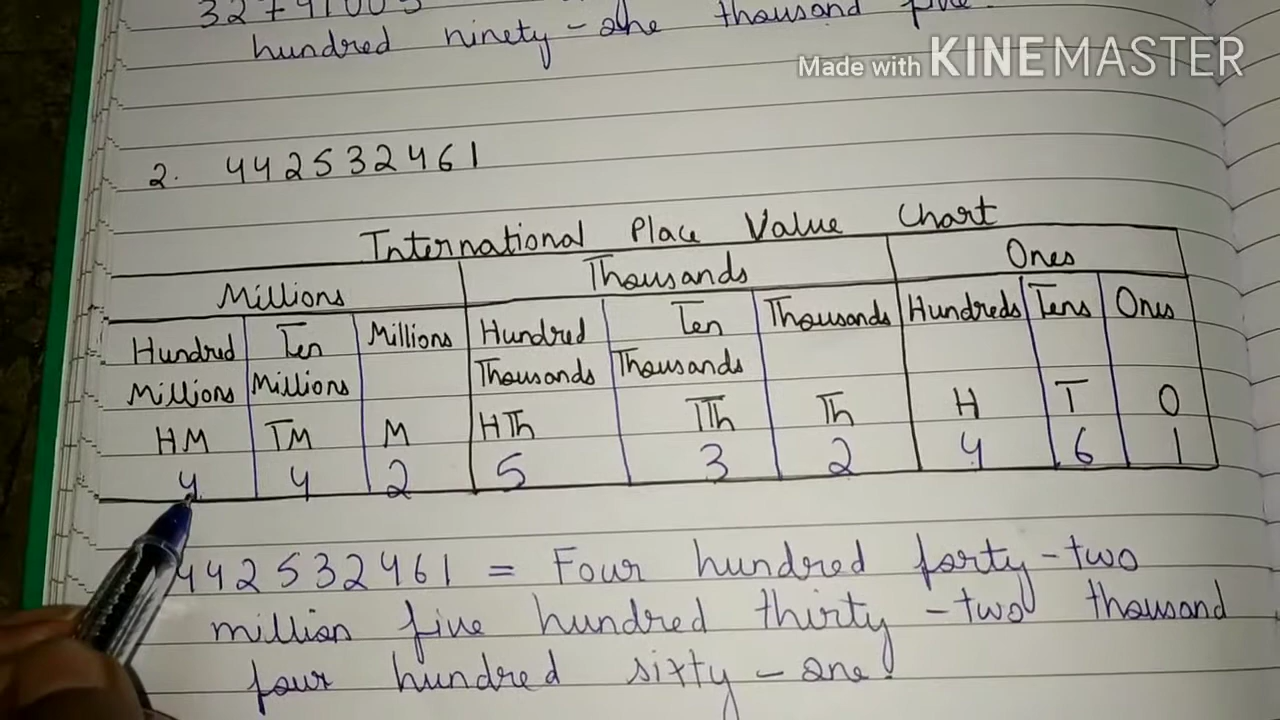 32791005
hundred ninety-one thousand five.
Made with KINEMASTER
2. 442532461
International Place Value Chart
Millions Thousands Ones
Hundred Millions Ten Millions Millions Hundred Thousands Ten Thousands Thousands Hundreds Tens Ones
HM TM M HTh TTh Th H T O
4 4 2 5 3 2 4 6 1
442532461 = Four hundred forty-two
million five hundred thirty-two thousand
four hundred sixty-one.